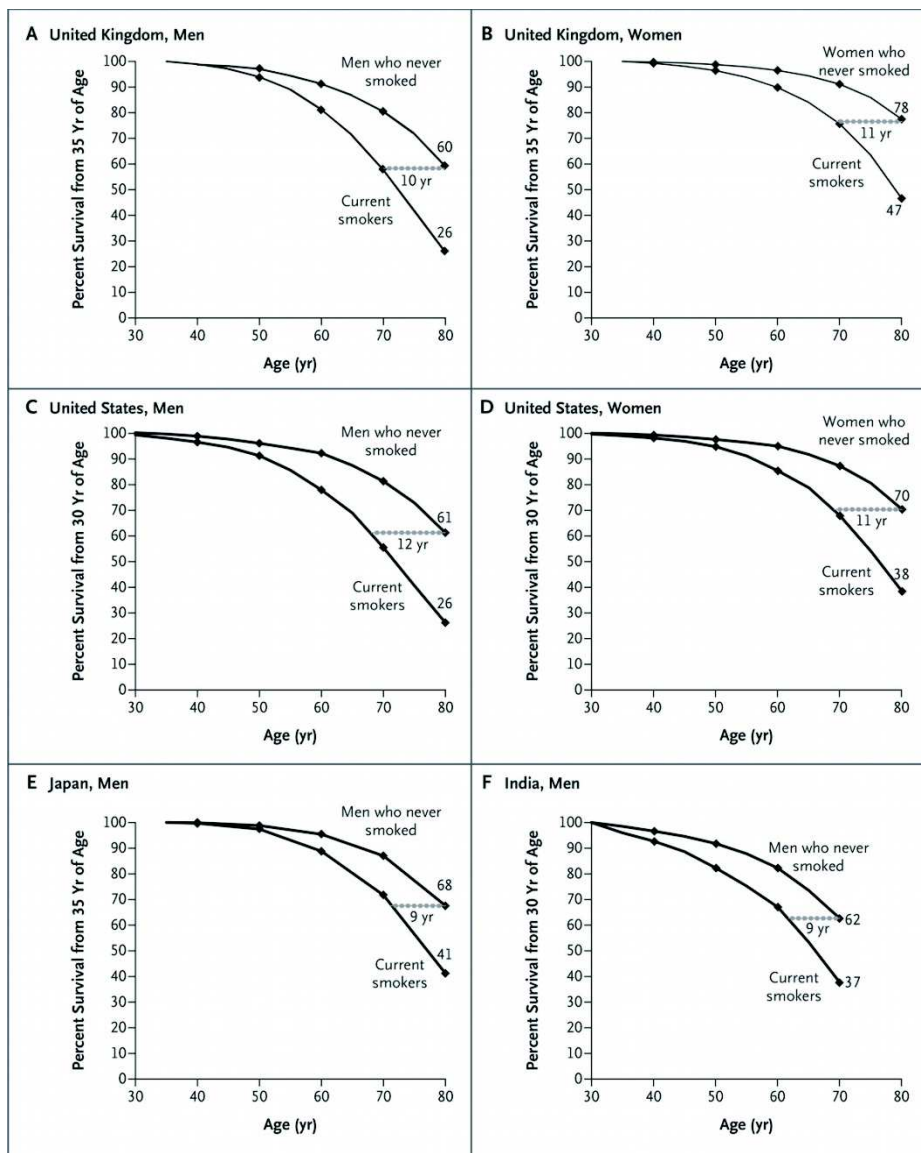 A United Kingdom, Men
Percent Survival from 35 Yr of Age
100
90
80
70
60
50
40
30
20
10
0
Men who never
smoked
60
10 yr
Current
smokers
26
30 40 50 60 70 80
Age (yr)
B United Kingdom, Women
Percent Survival from 35 Yr of Age
100
90
80
70
60
50
40
30
20
10
0
Women who
never smoked
78
11 yr
Current
smokers
47
30 40 50 60 70 80
Age (yr)
C United States, Men
Percent Survival from 30 Yr of Age
100
90
80
70
60
50
40
30
20
10
0
Men who never
smoked
61
12 yr
Current
smokers
26
30 40 50 60 70 80
Age (yr)
D United States, Women
Percent Survival from 30 Yr of Age
100
90
80
70
60
50
40
30
20
10
0
Women who
never smoked
70
11 yr
Current
smokers
38
30 40 50 60 70 80
Age (yr)
E Japan, Men
Percent Survival from 35 Yr of Age
100
90
80
70
60
50
40
30
20
10
0
Men who never
smoked
68
9 yr
Current
smokers
41
30 40 50 60 70 80
Age (yr)
F India, Men
Percent Survival from 30 Yr of Age
100
90
80
70
60
50
40
30
20
10
0
Men who never
smoked
62
9 yr
Current
smokers
37
30 40 50 60 70 80
Age (yr)